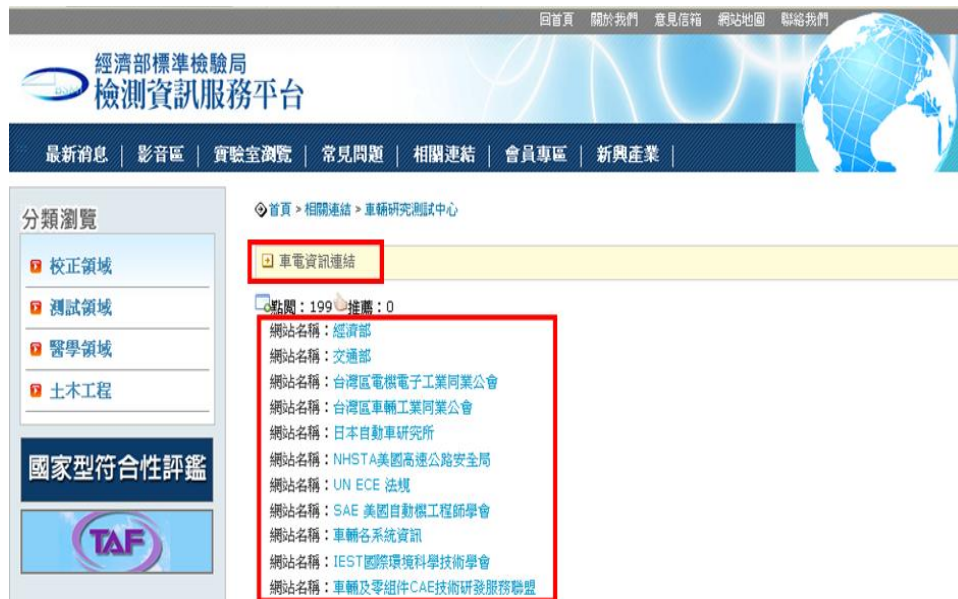 回首頁 關於我們 意見信箱 網站地圖 聯絡我們
經濟部標準檢驗局
BSMI 檢測資訊服務平台
最新消息 | 影音區 | 實驗室瀏覽 | 常見問題 | 相關連結 | 會員專區 | 新興產業 |
分類瀏覽
校正領域
測試領域
醫學領域
土木工程
國家型符合性評鑑
TAF
首頁 > 相關連結 > 車輛研究測試中心
車電資訊連結
點閱：199 推薦：0
網站名稱：經濟部
網站名稱：交通部
網站名稱：台灣區電機電子工業同業公會
網站名稱：台灣區車輛工業同業公會
網站名稱：日本自動車研究所
網站名稱：NHSTA美國高速公路安全局
網站名稱：UN ECE 法規
網站名稱：SAE 美國自動機工程師學會
網站名稱：車輛各系統資訊
網站名稱：IEST國際環境科學技術學會
網站名稱：車輛及零組件CAE技術研發服務聯盟